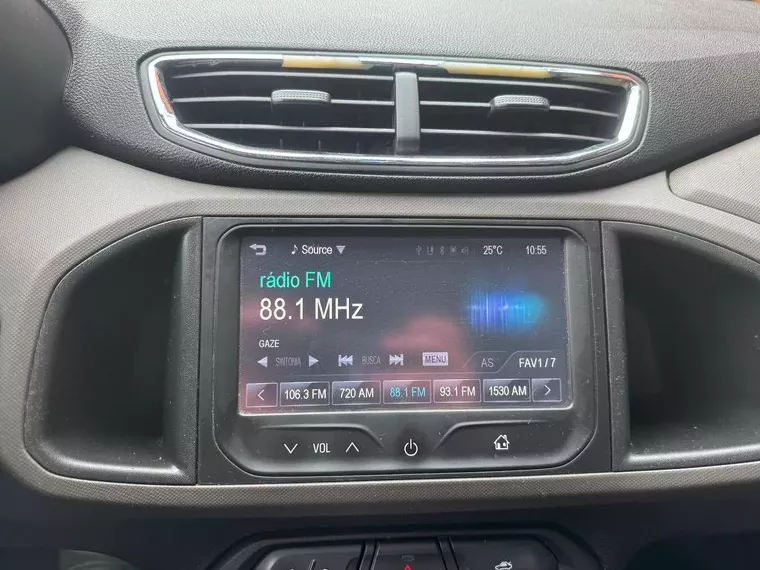 Source 25°C 10:55
rádio FM
88.1 MHz
GAZE
SINTONIA BUSCA MENU AS FAV1/7
106.3 FM 720 AM 88.1 FM 93.1 FM 1530 AM
VOL